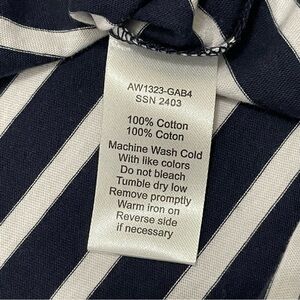 AW1323-GAB4
SSN 2403
100% Cotton
100% Coton
Machine Wash Cold
With like colors
Do not bleach
Tumble dry low
Remove promptly
Warm iron on
Reverse side
if necessary